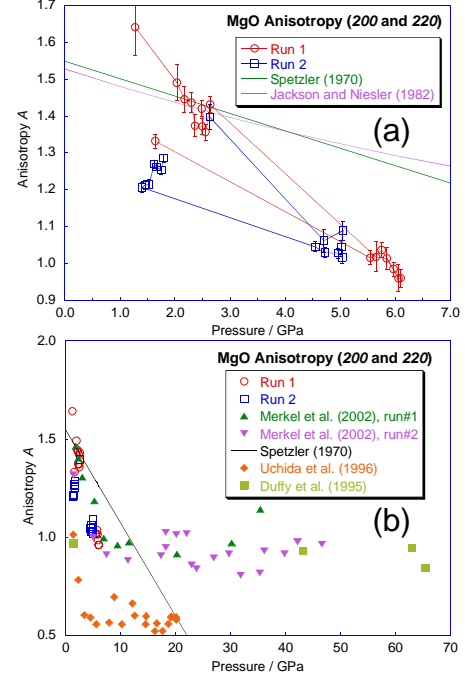 MgO Anisotropy (200 and 220)
Run 1
Run 2
Spetzler (1970)
Jackson and Niesler (1982)
(a)
1.7
1.6
1.5
1.4
1.3
1.2
1.1
1.0
0.9
Anisotropy A
0.0 1.0 2.0 3.0 4.0 5.0 6.0 7.0
Pressure / GPa
MgO Anisotropy (200 and 220)
Run 1
Run 2
Merkel et al. (2002), run#1
Merkel et al. (2002), run#2
Spetzler (1970)
Uchida et al. (1996)
Duffy et al. (1995)
(b)
2.0
1.5
1.0
0.5
Anisotropy A
0 10 20 30 40 50 60 70
Pressure / GPa